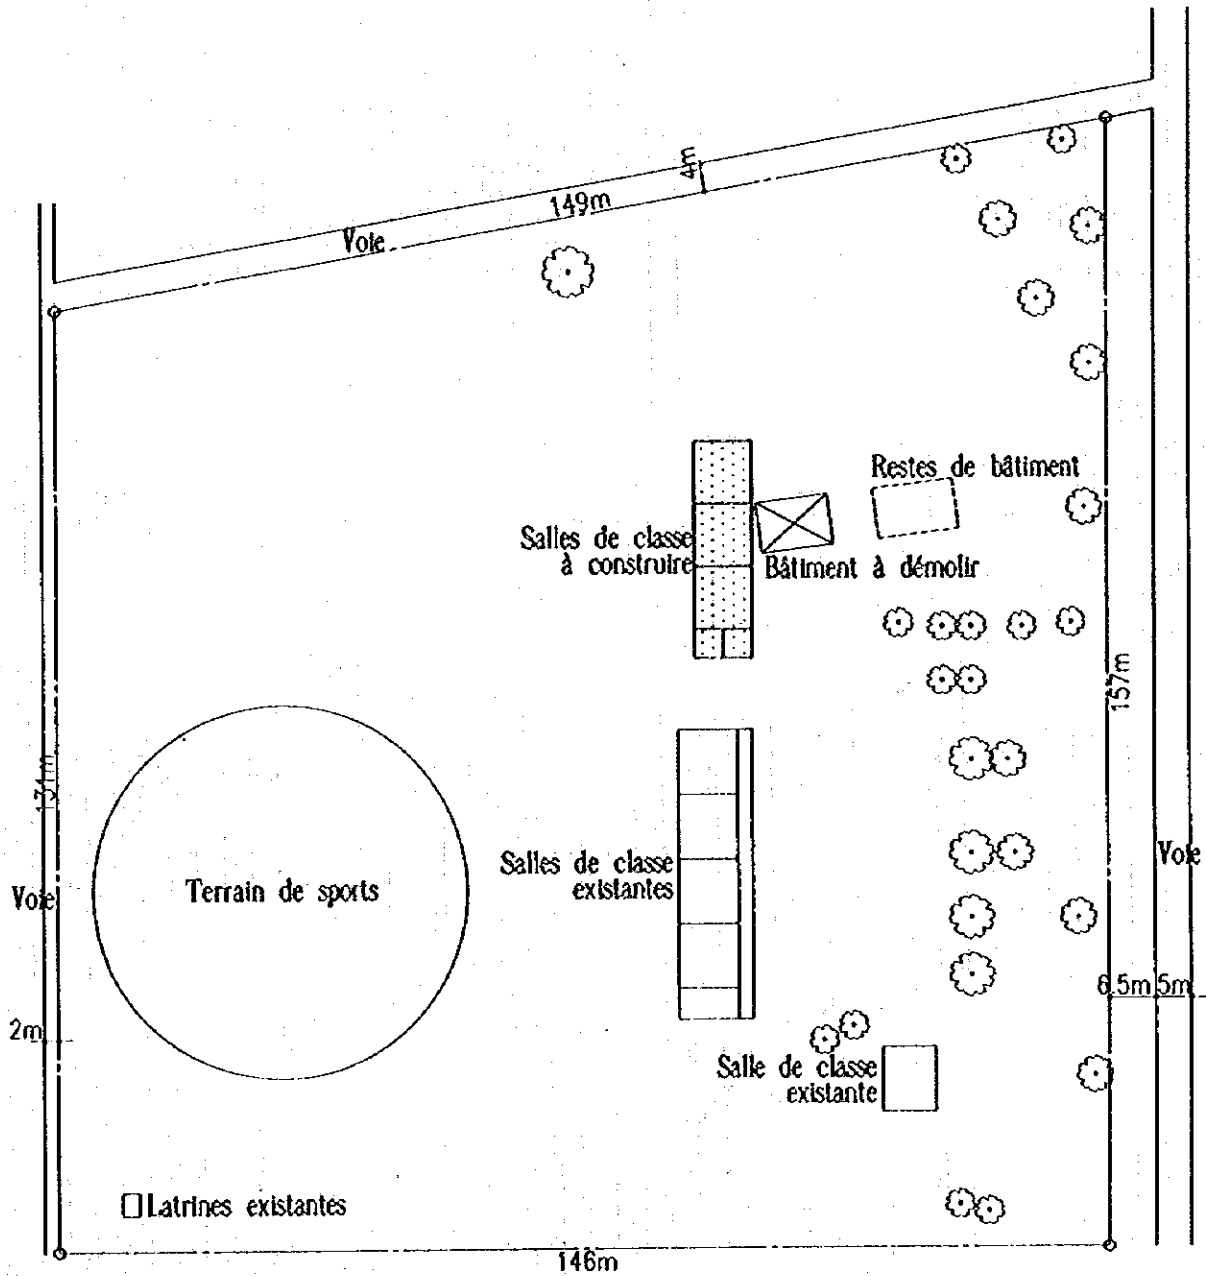 4m
149m
Voie
Restes de bâtiment
Salles de classe
à construire
Bâtiment à démolir
157m
131m
Salles de classe
existantes
Voie
Terrain de sports
Voie
6.5m 5m
2m
Salle de classe
existante
Latrines existantes
146m